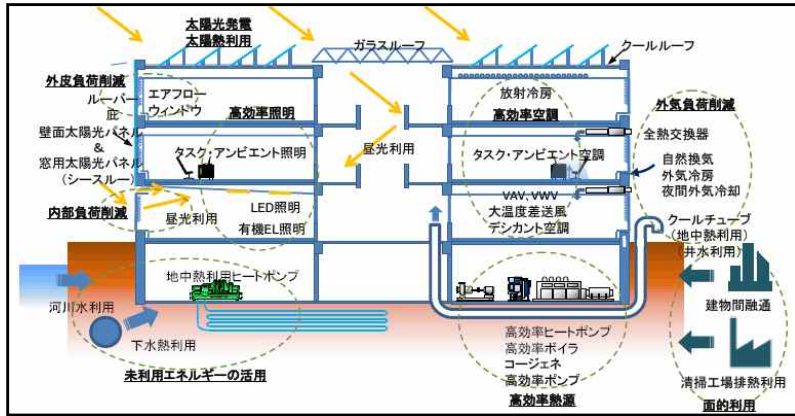 太陽光発電
太陽熱利用
ガラスルーフ
クールルーフ
外皮負荷削減
ルーバー
庇
壁面太陽光パネル
&
窓用太陽光パネル
(シースルー)
エアフロー
ウィンドウ
高効率照明
タスク・アンビエント照明
昼光利用
放射冷房
高効率空調
タスク・アンビエント空調
外気負荷削減
全熱交換器
自然換気
外気冷房
夜間外気冷却
内部負荷削減
昼光利用
LED照明
有機EL照明
VAV、VWV
大温度差送風
デシカント空調
クールチューブ
(地中熱利用)
(井水利用)
地中熱利用ヒートポンプ
河川水利用
下水熱利用
未利用エネルギーの活用
高効率ヒートポンプ
高効率ボイラ
コージェネ
高効率ポンプ
高効率熱源
建物間融通
清掃工場排熱利用
面的利用